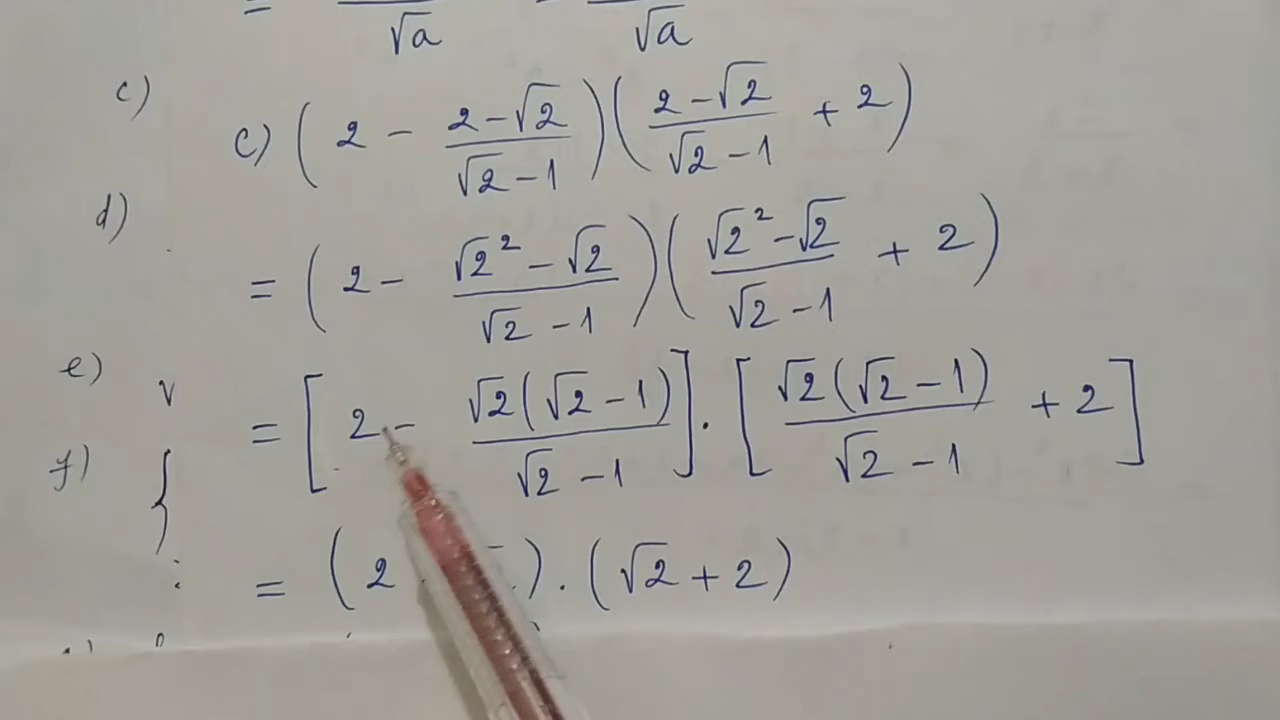 = √a = √a
c)
c) ( 2 - (2-√2)/(√2-1) ) ( (2-√2)/(√2-1) + 2 )
d)
= ( 2 - (√2² - √2)/(√2 - 1) ) ( (√2² - √2)/(√2 - 1) + 2 )
e)
= [ 2 - √2(√2 - 1)/(√2 - 1) ] . [ √2(√2 - 1)/(√2 - 1) + 2 ]
f) {
= ( 2 ) . ( √2 + 2 )